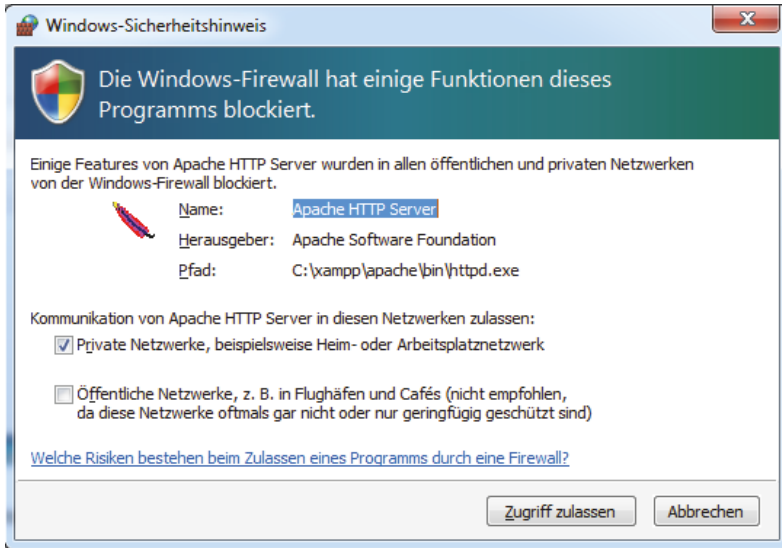 Windows-Sicherheitshinweis
Die Windows-Firewall hat einige Funktionen dieses
Programms blockiert.
Einige Features von Apache HTTP Server wurden in allen öffentlichen und privaten Netzwerken
von der Windows-Firewall blockiert.
Name: Apache HTTP Server
Herausgeber: Apache Software Foundation
Pfad: C:\xampp\apache\bin\httpd.exe
Kommunikation von Apache HTTP Server in diesen Netzwerken zulassen:
Private Netzwerke, beispielsweise Heim- oder Arbeitsplatznetzwerk
Öffentliche Netzwerke, z. B. in Flughäfen und Cafés (nicht empfohlen,
da diese Netzwerke oftmals gar nicht oder nur geringfügig geschützt sind)
Welche Risiken bestehen beim Zulassen eines Programms durch eine Firewall?
Zugriff zulassen Abbrechen